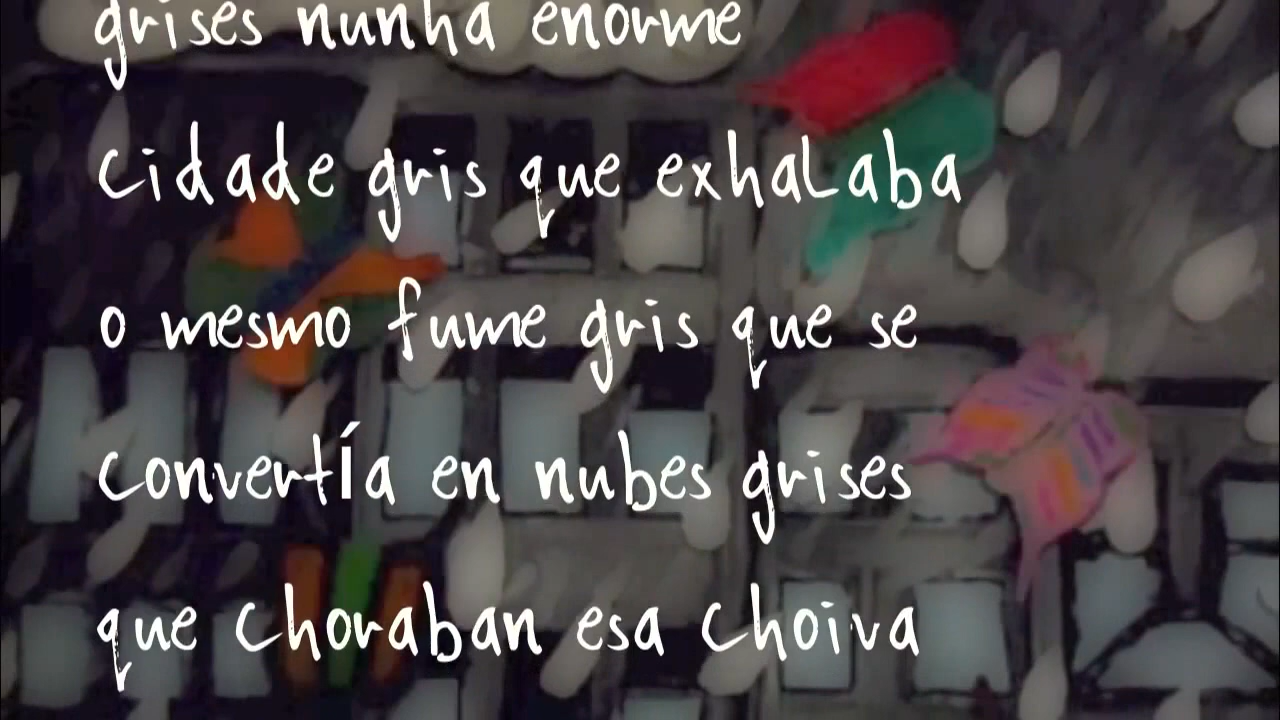 grises nunha enorme
cidade gris que exhalaba
o mesmo fume gris que se
convertía en nubes grises
que choraban esa choiva